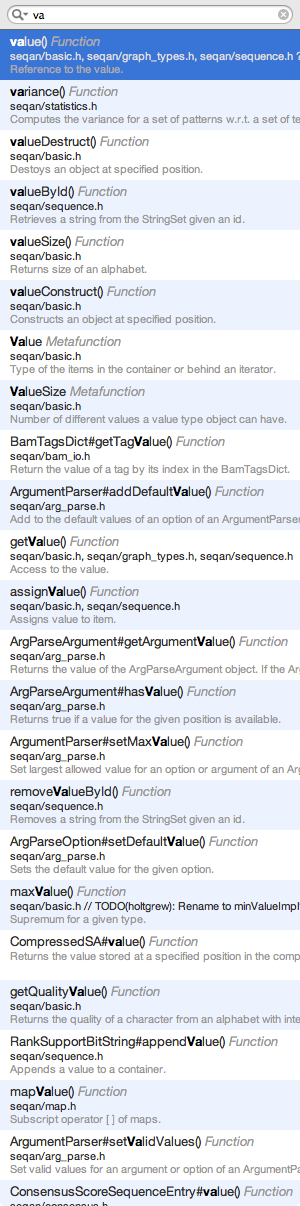 va
value() Function
seqan/basic.h, seqan/graph_types.h, seqan/sequence.h
Reference to the value.
variance() Function
seqan/statistics.h
Computes the variance for a set of patterns w.r.t. a set of
valueDestruct() Function
seqan/basic.h
Destoys an object at specified position.
valueById() Function
seqan/sequence.h
Retrieves a string from the StringSet given an id.
valueSize() Function
seqan/basic.h
Returns size of an alphabet.
valueConstruct() Function
seqan/basic.h
Constructs an object at specified position.
Value Metafunction
seqan/basic.h
Type of the items in the container or behind an iterator.
ValueSize Metafunction
seqan/basic.h
Number of different values a value type object can have.
BamTagsDict#getTagValue() Function
seqan/bam_io.h
Return the value of a tag by its index in the BamTagsDict.
ArgumentParser#addDefaultValue() Function
seqan/arg_parse.h
Add to the default values of an option of an ArgumentParser
getValue() Function
seqan/basic.h, seqan/graph_types.h, seqan/sequence.h
Access to the value.
assignValue() Function
seqan/basic.h, seqan/sequence.h
Assigns value to item.
ArgParseArgument#getArgumentValue() Function
seqan/arg_parse.h
Returns the value of the ArgParseArgument object. If the
ArgParseArgument#hasValue() Function
seqan/arg_parse.h
Returns true if a value for the given position is available.
ArgumentParser#setMaxValue() Function
seqan/arg_parse.h
Set largest allowed value for an option or argument of an
removeValueById() Function
seqan/sequence.h
Removes a string from the StringSet given an id.
ArgParseOption#setDefaultValue() Function
seqan/arg_parse.h
Sets the default value for the given option.
maxValue() Function
seqan/basic.h // TODO(holtgrew): Rename to minValueImpl
Supremum for a given type.
CompressedSA#value() Function
Returns the value stored at a specified position in the comp
getQualityValue() Function
seqan/basic.h
Returns the quality of a character from an alphabet with inte
RankSupportBitString#appendValue() Function
seqan/sequence.h
Appends a value to a container.
mapValue() Function
seqan/map.h
Subscript operator [ ] of maps.
ArgumentParser#setValidValues() Function
seqan/arg_parse.h
Set valid values for an argument or option of an ArgumentPa
ConsensusScoreSequenceEntry#value() Function
seqan/consensus.h